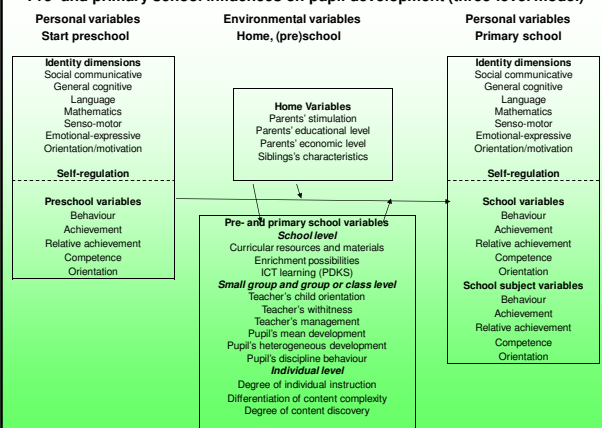 Pre- and primary school influences on pupil development (three-level model)
Personal variables
Start preschool
Environmental variables
Home, (pre)school
Personal variables
Primary school
Identity dimensions
Social communicative
General cognitive
Language
Mathematics
Senso-motor
Emotional-expressive
Orientation/motivation
Self-regulation
Preschool variables
Behaviour
Achievement
Relative achievement
Competence
Orientation
Home Variables
Parents' stimulation
Parents' educational level
Parents' economic level
Siblings's characteristics
Pre- and primary school variables
School level
Curricular resources and materials
Enrichment possibilities
ICT learning (PDKS)
Small group and group or class level
Teacher's child orientation
Teacher's withitness
Teacher's management
Pupil's mean development
Pupil's heterogeneous development
Pupil's discipline behaviour
Individual level
Degree of individual instruction
Differentiation of content complexity
Degree of content discovery
Identity dimensions
Social communicative
General cognitive
Language
Mathematics
Senso-motor
Emotional-expressive
Orientation/motivation
Self-regulation
School variables
Behaviour
Achievement
Relative achievement
Competence
Orientation
School subject variables
Behaviour
Achievement
Relative achievement
Competence
Orientation